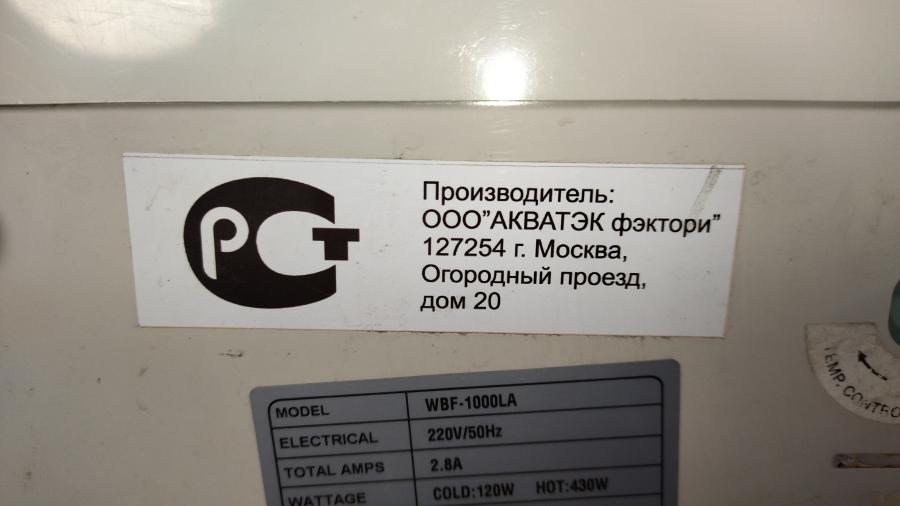 РСТ
Производитель:
ООО"АКВАТЭК фэктори"
127254 г. Москва,
Огородный проезд,
дом 20
MODEL WBF-1000LA
ELECTRICAL 220V/50Hz
TOTAL AMPS 2.8A
WATTAGE COLD:120W HOT:430W
TEMP. CONTRO